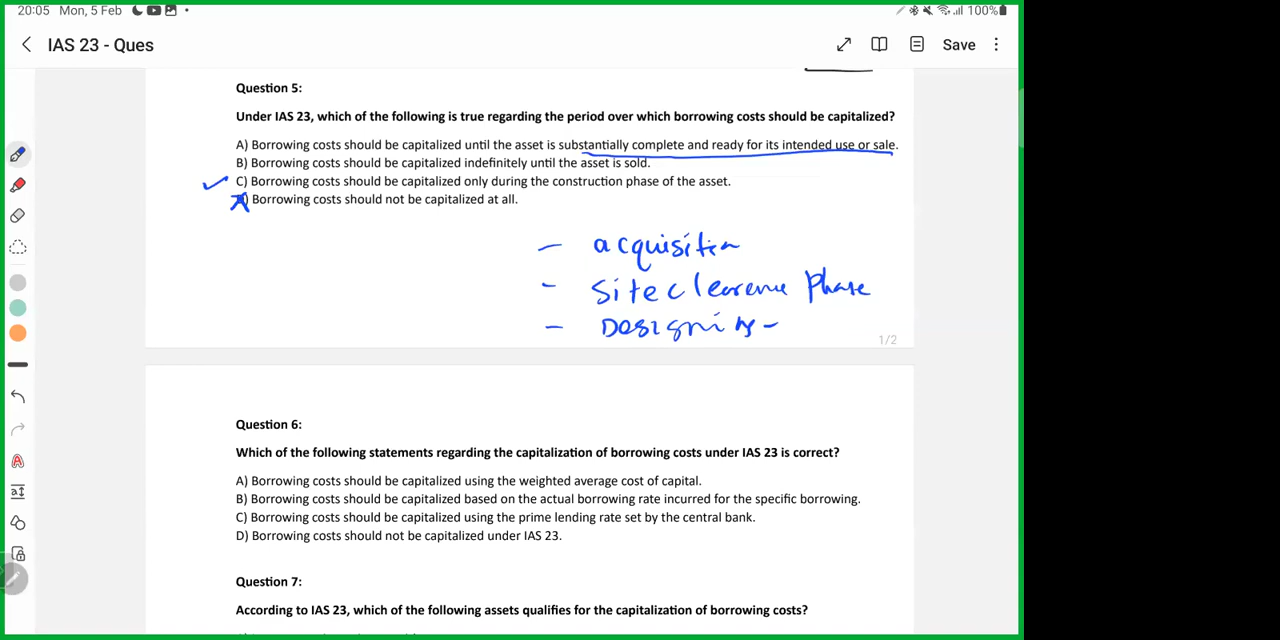 20:05 Mon, 5 Feb 100%
IAS 23 - Ques Save
Question 5:
Under IAS 23, which of the following is true regarding the period over which borrowing costs should be capitalized?
A) Borrowing costs should be capitalized until the asset is substantially complete and ready for its intended use or sale.
B) Borrowing costs should be capitalized indefinitely until the asset is sold.
C) Borrowing costs should be capitalized only during the construction phase of the asset.
Borrowing costs should not be capitalized at all.
- acquisition
- Site clearence Phase
- Designing -
1/2
Question 6:
Which of the following statements regarding the capitalization of borrowing costs under IAS 23 is correct?
A) Borrowing costs should be capitalized using the weighted average cost of capital.
B) Borrowing costs should be capitalized based on the actual borrowing rate incurred for the specific borrowing.
C) Borrowing costs should be capitalized using the prime lending rate set by the central bank.
D) Borrowing costs should not be capitalized under IAS 23.
Question 7:
According to IAS 23, which of the following assets qualifies for the capitalization of borrowing costs?